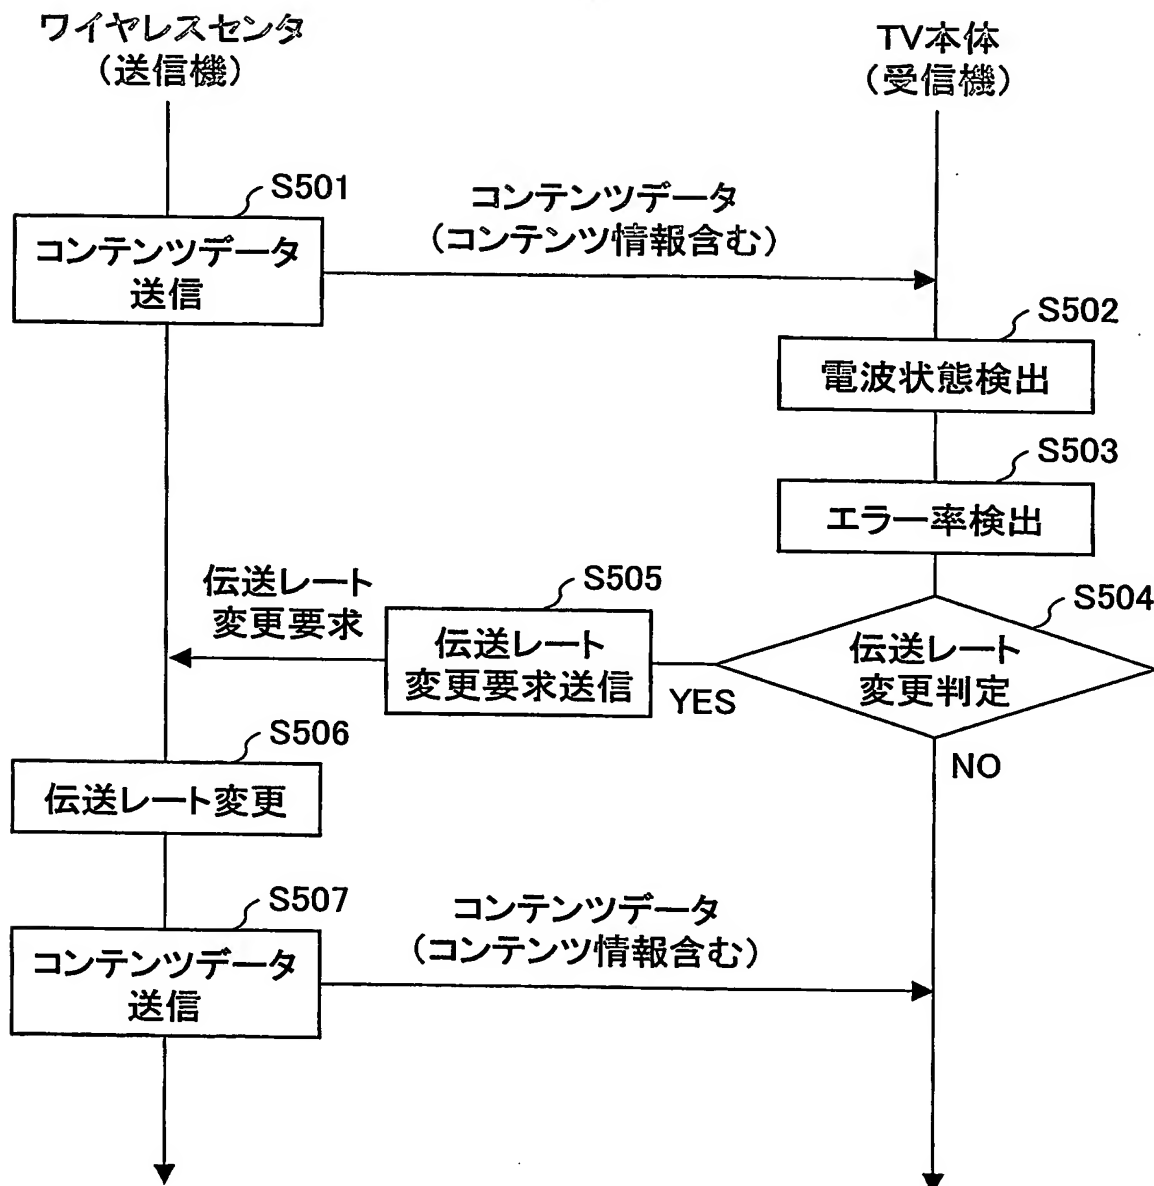 ワイヤレスセンタ
（送信機）
TV本体
（受信機）
S501
コンテンツデータ
送信
コンテンツデータ
（コンテンツ情報含む）
S502
電波状態検出
S503
エラー率検出
S504
伝送レート
変更判定
YES
NO
S505
伝送レート
変更要求送信
伝送レート
変更要求
S506
伝送レート変更
S507
コンテンツデータ
送信
コンテンツデータ
（コンテンツ情報含む）